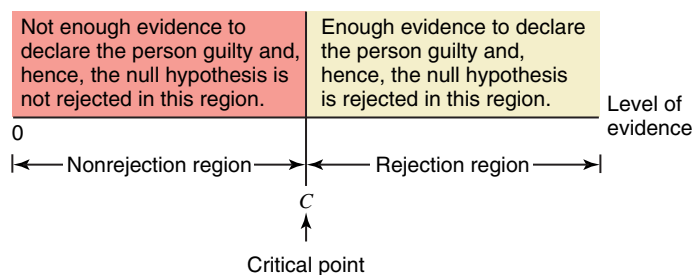 Not enough evidence to
declare the person guilty and,
hence, the null hypothesis is
not rejected in this region.
Enough evidence to declare
the person guilty and,
hence, the null hypothesis
is rejected in this region.
Level of
evidence
0
Nonrejection region
Rejection region
C
Critical point